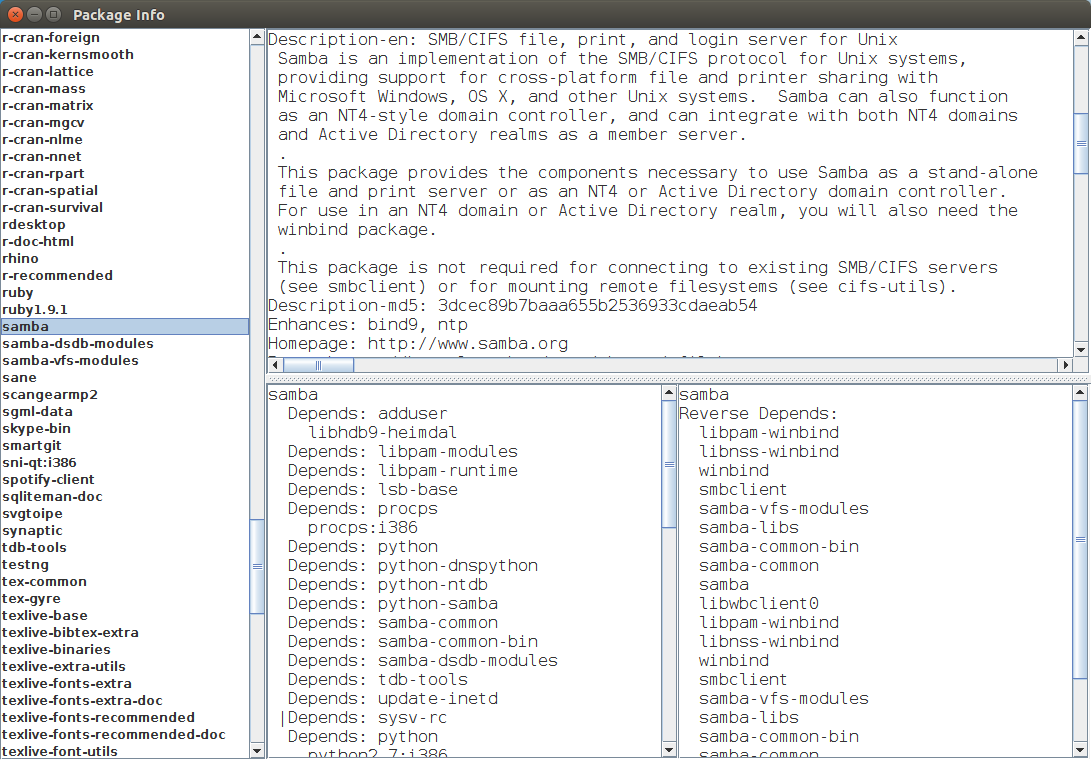 Package Info
r-cran-foreign
r-cran-kernsmooth
r-cran-lattice
r-cran-mass
r-cran-matrix
r-cran-mgcv
r-cran-nlme
r-cran-nnet
r-cran-rpart
r-cran-spatial
r-cran-survival
rdesktop
r-doc-html
rhino
r-recommended
ruby
ruby1.9.1
samba
samba-dsdb-modules
samba-vfs-modules
sane
scangearmp2
sgml-data
skype-bin
smartgit
sni-qt:i386
spotify-client
sqliteman-doc
svgtoipe
synaptic
tdb-tools
testng
tex-common
tex-gyre
texlive-base
texlive-bibtex-extra
texlive-binaries
texlive-extra-utils
texlive-fonts-extra
texlive-fonts-extra-doc
texlive-fonts-recommended
texlive-fonts-recommended-doc
texlive-font-utils
Description-en: SMB/CIFS file, print, and login server for Unix
Samba is an implementation of the SMB/CIFS protocol for Unix systems,
providing support for cross-platform file and printer sharing with
Microsoft Windows, OS X, and other Unix systems.  Samba can also function
as an NT4-style domain controller, and can integrate with both NT4 domains
and Active Directory realms as a member server.
.
This package provides the components necessary to use Samba as a stand-alone
file and print server or as an NT4 or Active Directory domain controller.
For use in an NT4 domain or Active Directory realm, you will also need the
winbind package.
.
This package is not required for connecting to existing SMB/CIFS servers
(see smbclient) or for mounting remote filesystems (see cifs-utils).
Description-md5: 3dcec89b7baaa655b2536933cdaeab54
Enhances: bind9, ntp
Homepage: http://www.samba.org
samba
Depends: adduser
libhdb9-heimdal
Depends: libpam-modules
Depends: libpam-runtime
Depends: lsb-base
Depends: procps
procps:i386
Depends: python
Depends: python-dnspython
Depends: python-ntdb
Depends: python-samba
Depends: samba-common
Depends: samba-common-bin
Depends: samba-dsdb-modules
Depends: tdb-tools
Depends: update-inetd
|Depends: sysv-rc
Depends: python
python2.7:i386
samba
Reverse Depends:
libpam-winbind
libnss-winbind
winbind
smbclient
samba-vfs-modules
samba-libs
samba-common-bin
samba-common
samba
libwbclient0
libpam-winbind
libnss-winbind
winbind
smbclient
samba-vfs-modules
samba-libs
samba-common-bin
samba-common